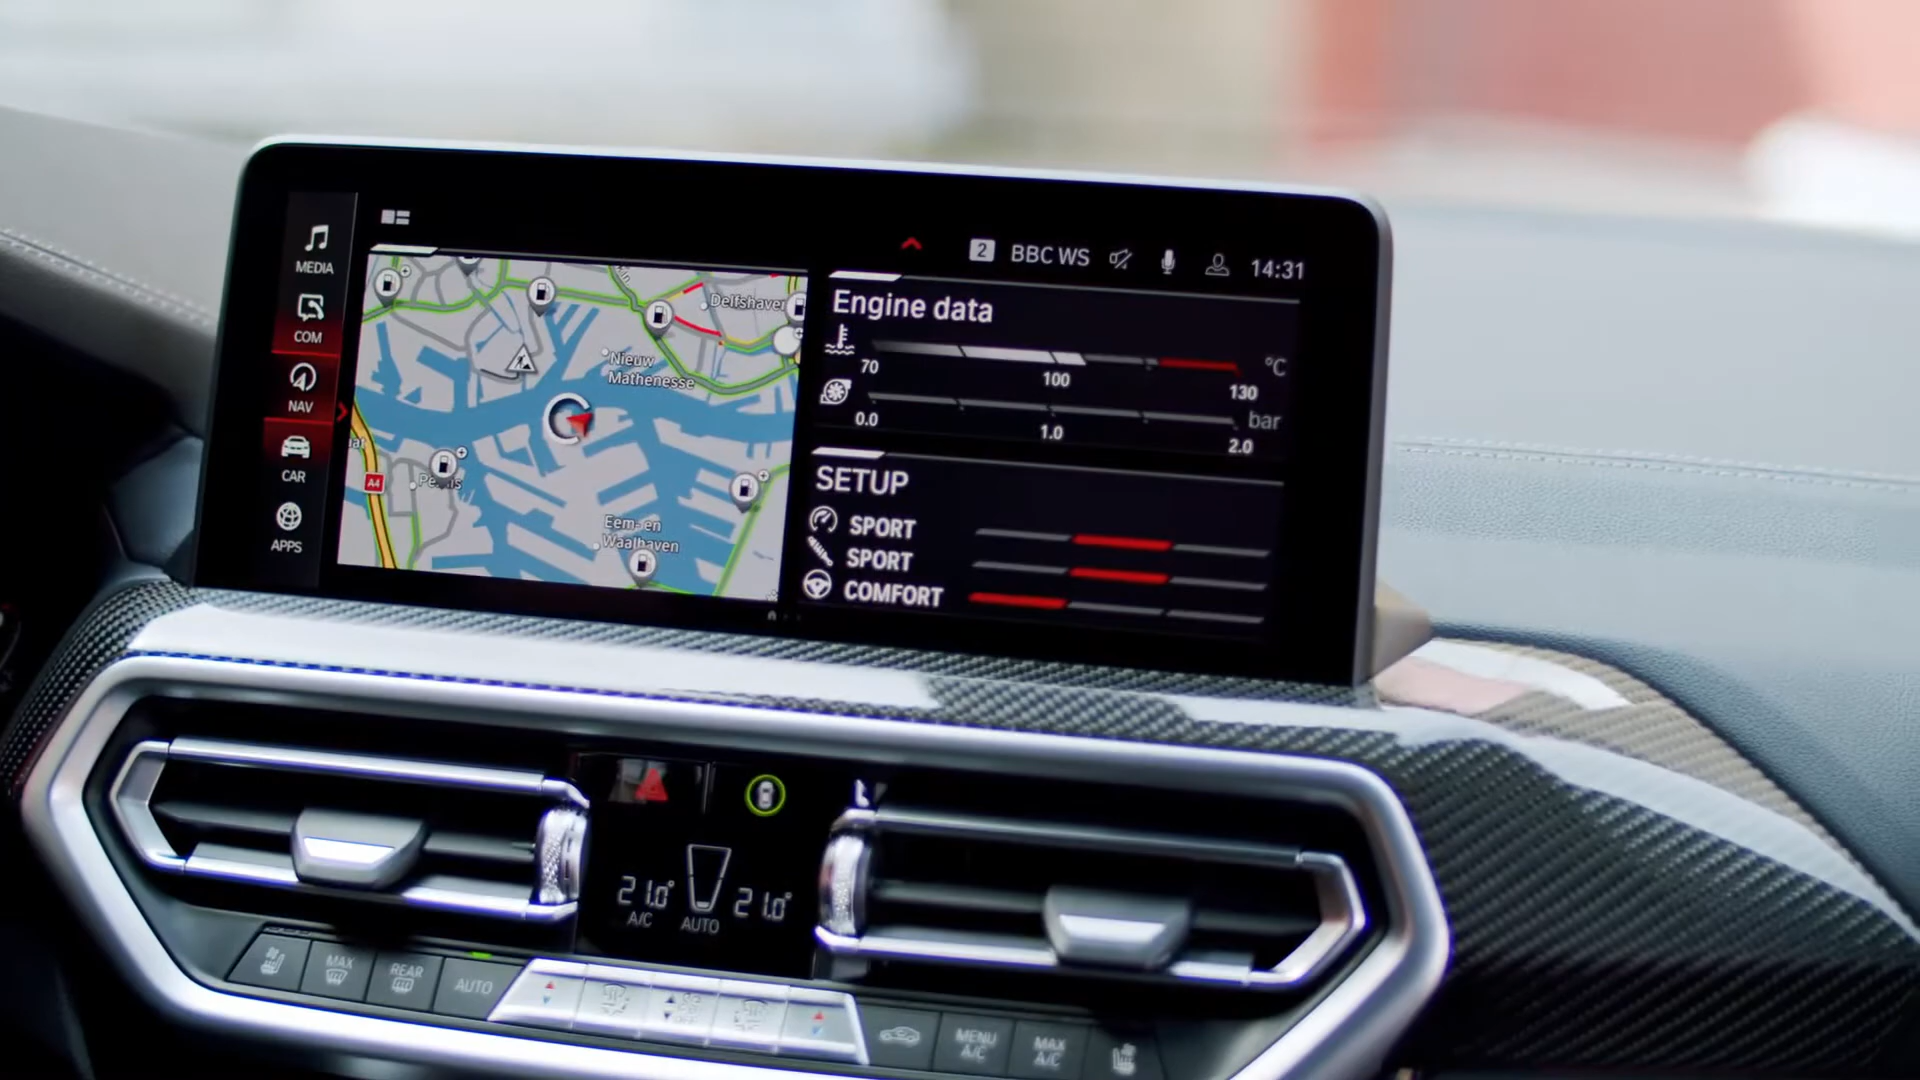 MEDIA
COM
NAV
CAR
APPS
2 BBC WS 14:31
Delfshaven
Nieuw
Mathenesse
A4
Eem- en
Waalhaven
Engine data
70 100 130 °C
0.0 1.0 2.0 bar
SETUP
SPORT
SPORT
COMFORT
21.0° 21.0°
A/C AUTO
MAX
REAR
AUTO
MENU
A/C
MAX
A/C